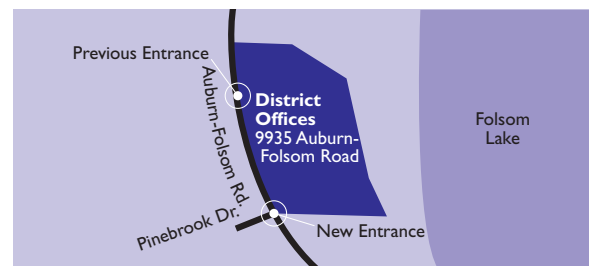 Previous Entrance
Auburn-Folsom Rd.
District
Offices
9935 Auburn-
Folsom Road
Folsom
Lake
Pinebrook Dr.
New Entrance